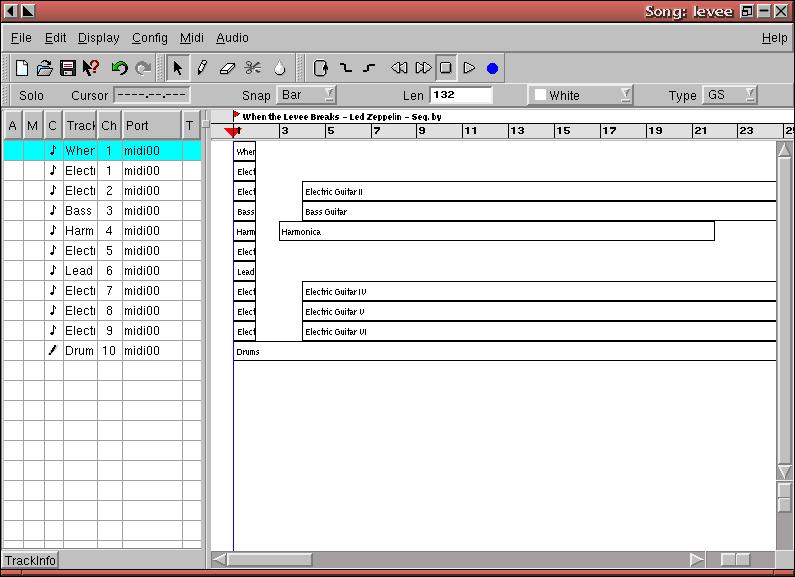 Song: levee
File Edit Display Config Midi Audio Help
Solo Cursor ----.--.--- Snap Bar Len 132 White Type GS
A M C Track Ch Port T
When the Levee Breaks - Led Zeppelin - Seq. by
1 3 5 7 9 11 13 15 17 19 21 23 25
Wher 1 midi00 Wher
Electi 1 midi00 Elect
Electi 2 midi00 Elect Electric Guitar II
Bass 3 midi00 Bass Bass Guitar
Harm 4 midi00 Harm Harmonica
Electi 5 midi00 Elect
Lead 6 midi00 Lead
Electi 7 midi00 Elect Electric Guitar IV
Electi 8 midi00 Elect Electric Guitar V
Electi 9 midi00 Elect Electric Guitar VI
Drum 10 midi00 Drums
TrackInfo